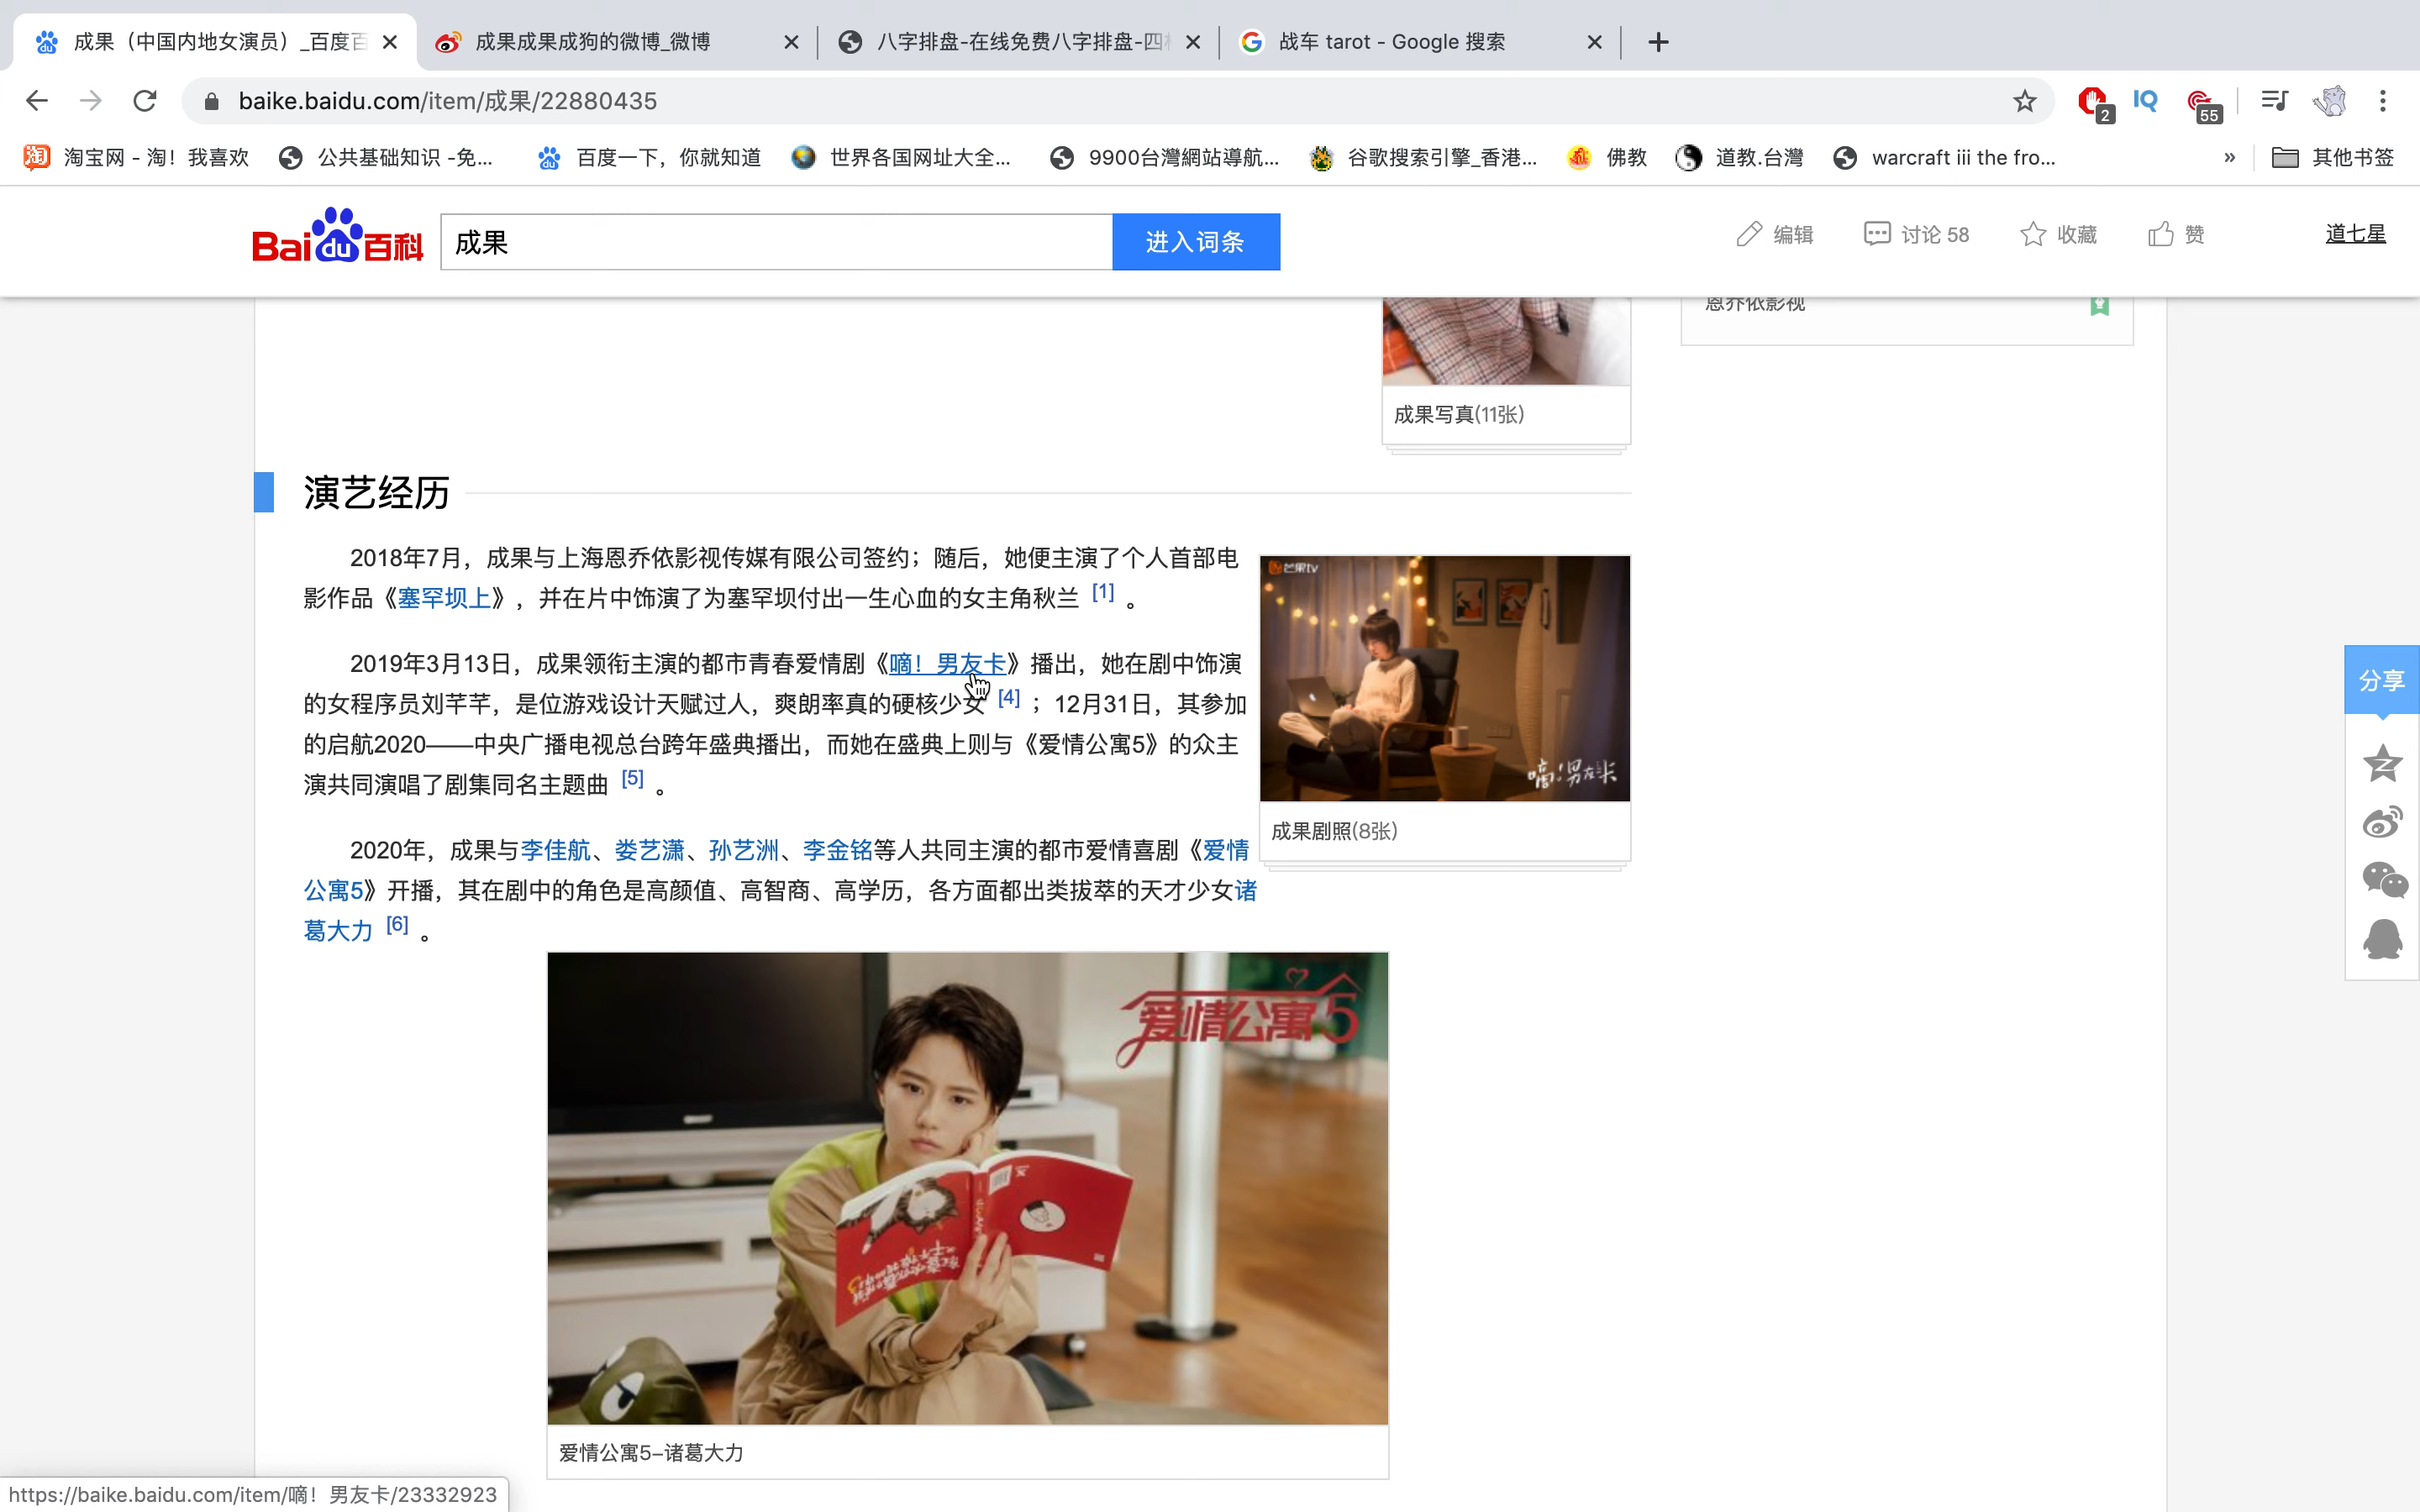 成果（中国内地女演员）_百度百
成果成果成狗的微博_微博
八字排盘-在线免费八字排盘-四
战车 tarot - Google 搜索
baike.baidu.com/item/成果/22880435
2
IQ
55
淘宝网 - 淘！我喜欢
公共基础知识 -免...
百度一下，你就知道
世界各国网址大全...
9900台灣網站導航...
谷歌搜索引擎_香港...
佛教
道教.台灣
warcraft iii the fro...
»
其他书签
Baidu百科
成果
进入词条
编辑
讨论 58
收藏
赞
道七星
恩乔依影视
成果写真(11张)
演艺经历
2018年7月，成果与上海恩乔依影视传媒有限公司签约；随后，她便主演了个人首部电
影作品《塞罕坝上》，并在片中饰演了为塞罕坝付出一生心血的女主角秋兰 [1] 。
芒果tv
2019年3月13日，成果领衔主演的都市青春爱情剧《嘀！男友卡》播出，她在剧中饰演
的女程序员刘芊芊，是位游戏设计天赋过人，爽朗率真的硬核少女 [4] ；12月31日，其参加
的启航2020——中央广播电视总台跨年盛典播出，而她在盛典上则与《爱情公寓5》的众主
演共同演唱了剧集同名主题曲 [5] 。
嘀！男友卡
成果剧照(8张)
2020年，成果与李佳航、娄艺潇、孙艺洲、李金铭等人共同主演的都市爱情喜剧《爱情
公寓5》开播，其在剧中的角色是高颜值、高智商、高学历，各方面都出类拔萃的天才少女诸
葛大力 [6] 。
分享
爱情公寓5
爱情公寓5-诸葛大力
https://baike.baidu.com/item/嘀！男友卡/23332923